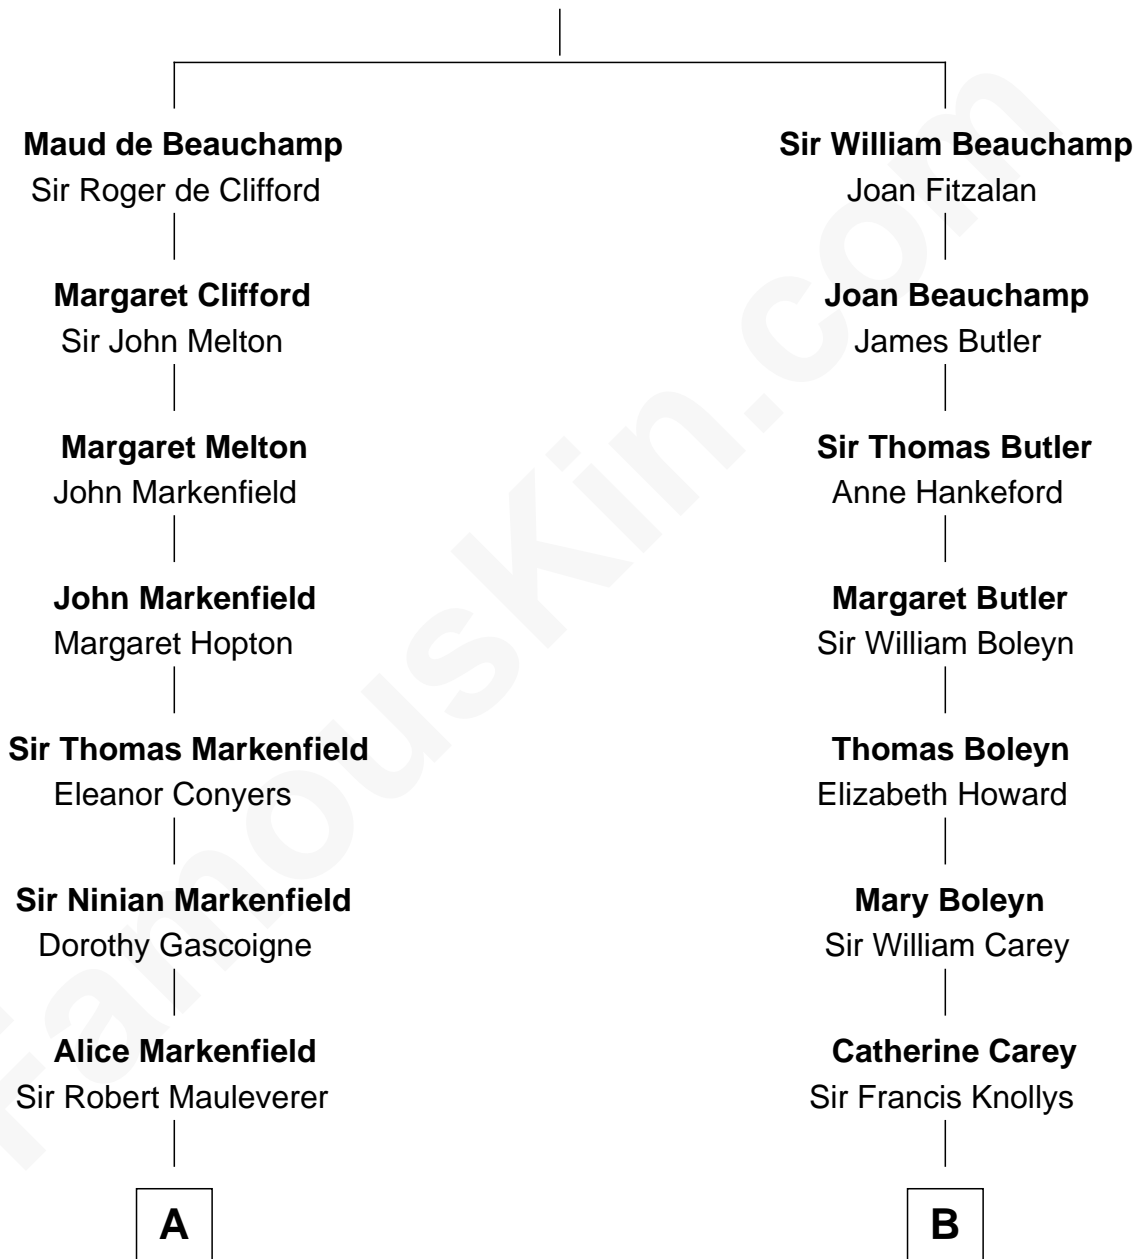 Maud de Beauchamp
Sir Roger de Clifford
Margaret Clifford
Sir John Melton
Margaret Melton
John Markenfield
John Markenfield
Margaret Hopton
Sir Thomas Markenfield
Eleanor Conyers
Sir Ninian Markenfield
Dorothy Gascoigne
Alice Markenfield
Sir Robert Mauleverer
A
Sir William Beauchamp
Joan Fitzalan
Joan Beauchamp
James Butler
Sir Thomas Butler
Anne Hankeford
Margaret Butler
Sir William Boleyn
Thomas Boleyn
Elizabeth Howard
Mary Boleyn
Sir William Carey
Catherine Carey
Sir Francis Knollys
B
FamousKin.com